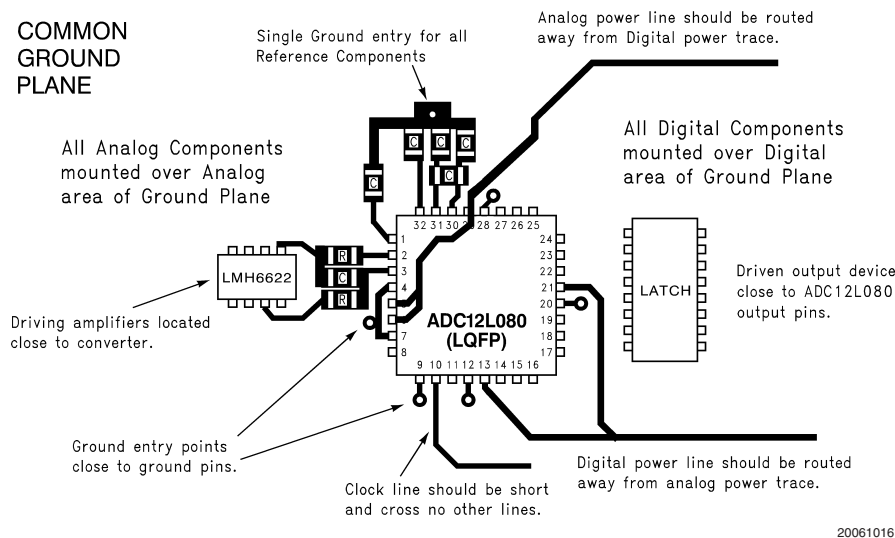 COMMON
GROUND
PLANE
Single Ground entry for all
Reference Components
Analog power line should be routed
away from Digital power trace.
All Analog Components
mounted over Analog
area of Ground Plane
All Digital Components
mounted over Digital
area of Ground Plane
C
C
C
C
C
32 31 30 29 28 27 26 25
1
2
3
4
7
8
24
23
22
21
20
19
18
17
9 10 11 12 13 14 15 16
ADC12L080
(LQFP)
R
C
R
LMH6622
LATCH
Driven output device
close to ADC12L080
output pins.
Driving amplifiers located
close to converter.
Ground entry points
close to ground pins.
Clock line should be short
and cross no other lines.
Digital power line should be routed
away from analog power trace.
20061016